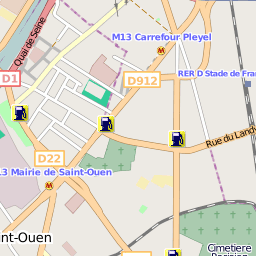 Quai de Seine
M13 Carrefour Pleyel
M
D1
D912
RER D Stade de Fran
Rue du Land
D22
13 Mairie de Saint-Ouen
M
nt-Ouen
Cimetiere
Parisien